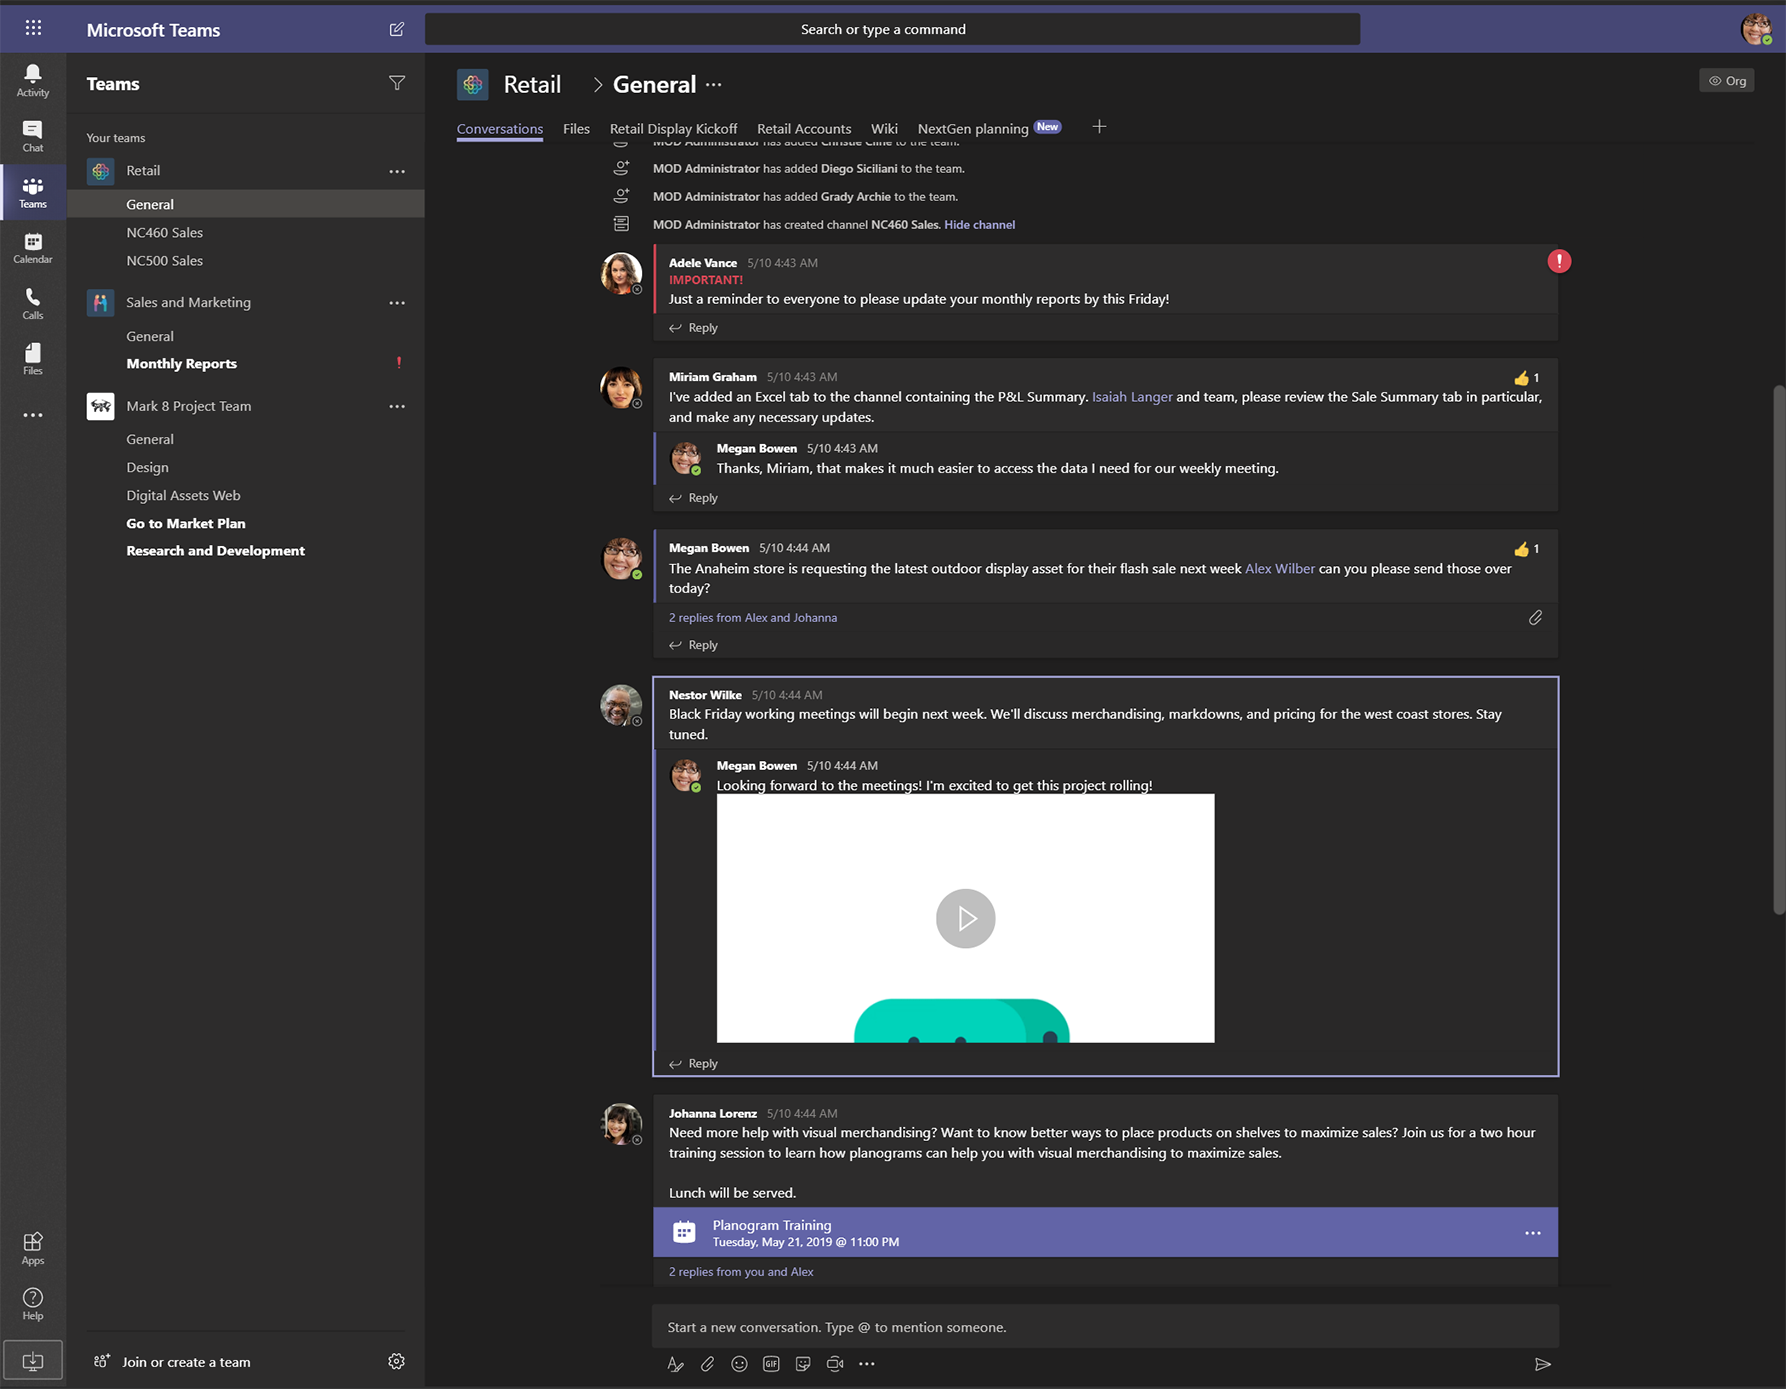 Microsoft Teams
Search or type a command
Activity
Chat
Teams
Calendar
Calls
Files
Apps
Help
Teams
Your teams
Retail
General
NC460 Sales
NC500 Sales
Sales and Marketing
General
Monthly Reports
!
Mark 8 Project Team
General
Design
Digital Assets Web
Go to Market Plan
Research and Development
Join or create a team
Retail > General ...
Org
Conversations Files Retail Display Kickoff Retail Accounts Wiki NextGen planning New
MOD Administrator has added Christie Cline to the team.
MOD Administrator has added Diego Siciliani to the team.
MOD Administrator has added Grady Archie to the team.
MOD Administrator has created channel NC460 Sales. Hide channel
Adele Vance 5/10 4:43 AM
!
IMPORTANT!
Just a reminder to everyone to please update your monthly reports by this Friday!
Reply
Miriam Graham 5/10 4:43 AM
1
I've added an Excel tab to the channel containing the P&L Summary. Isaiah Langer and team, please review the Sale Summary tab in particular,
and make any necessary updates.
Megan Bowen 5/10 4:43 AM
Thanks, Miriam, that makes it much easier to access the data I need for our weekly meeting.
Reply
Megan Bowen 5/10 4:44 AM
1
The Anaheim store is requesting the latest outdoor display asset for their flash sale next week Alex Wilber can you please send those over
today?
2 replies from Alex and Johanna
Reply
Nestor Wilke 5/10 4:44 AM
Black Friday working meetings will begin next week. We'll discuss merchandising, markdowns, and pricing for the west coast stores. Stay
tuned.
Megan Bowen 5/10 4:44 AM
Looking forward to the meetings! I'm excited to get this project rolling!
Reply
Johanna Lorenz 5/10 4:44 AM
Need more help with visual merchandising? Want to know better ways to place products on shelves to maximize sales? Join us for a two hour
training session to learn how planograms can help you with visual merchandising to maximize sales.
Lunch will be served.
Planogram Training
Tuesday, May 21, 2019 @ 11:00 PM
2 replies from you and Alex
Start a new conversation. Type @ to mention someone.
GIF